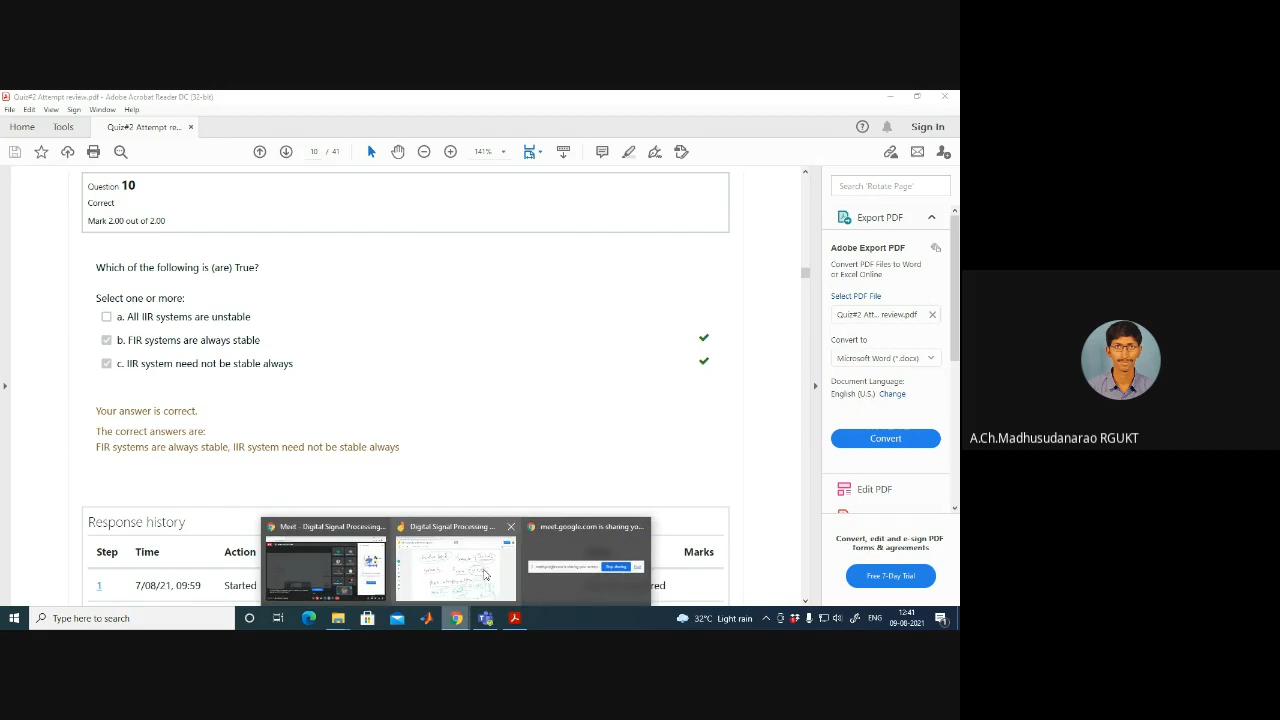 Quiz#2 Attempt review.pdf - Adobe Acrobat Reader DC (32-bit)
File Edit View Sign Window Help
Home Tools Quiz#2 Attempt re... × Sign In
10 / 41 141%
Question 10
Correct
Mark 2.00 out of 2.00
Which of the following is (are) True?
Select one or more:
a. All IIR systems are unstable
b. FIR systems are always stable
c. IIR system need not be stable always
Your answer is correct.
The correct answers are:
FIR systems are always stable, IIR system need not be stable always
Response history
Step Time Action Marks
1 7/08/21, 09:59 Started
Search 'Rotate Page'
Export PDF
Adobe Export PDF
Convert PDF Files to Word
or Excel Online
Select PDF File
Quiz#2 Att... review.pdf
Convert to
Microsoft Word (*.docx)
Document Language:
English (U.S.) Change
Convert
Edit PDF
Convert, edit and e-sign PDF
forms & agreements
Free 7-Day Trial
Meet - Digital Signal Processing... Digital Signal Processing ... meet.google.com is sharing yo...
Stop sharing
Type here to search
32°C Light rain ENG 12:41
09-08-2021
A.Ch.Madhusudanarao RGUKT